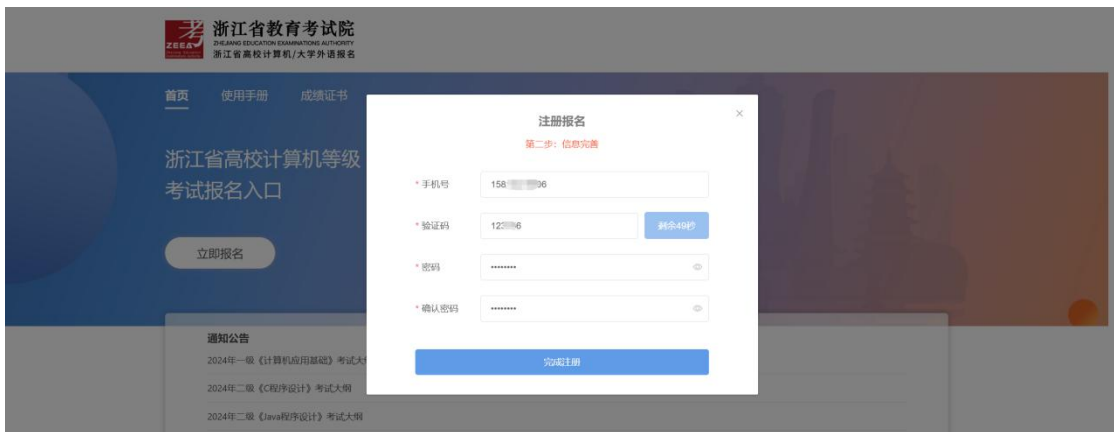 浙江省教育考试院
ZEEA
ZHEJIANG EDUCATION EXAMINATIONS AUTHORITY
浙江省高校计算机/大学外语报名
首页 使用手册 成绩证书
浙江省高校计算机等级
考试报名入口
立即报名
注册报名
第二步：信息完善
* 手机号 158 06
* 验证码 12 6 剩余49秒
* 密码 ••••••••
* 确认密码 ••••••••
完成注册
通知公告
2024年一级《计算机应用基础》考试大
2024年二级《C程序设计》考试大纲
2024年二级《Java程序设计》考试大纲